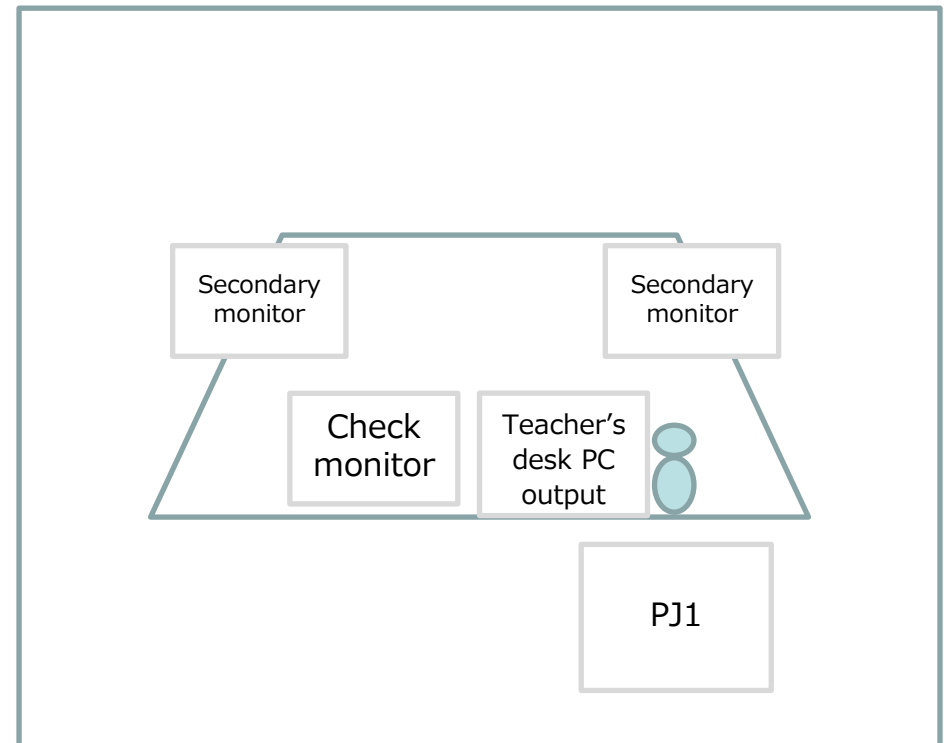 Secondary
monitor
Secondary
monitor
Check
monitor
Teacher’s
desk PC
output
PJ1